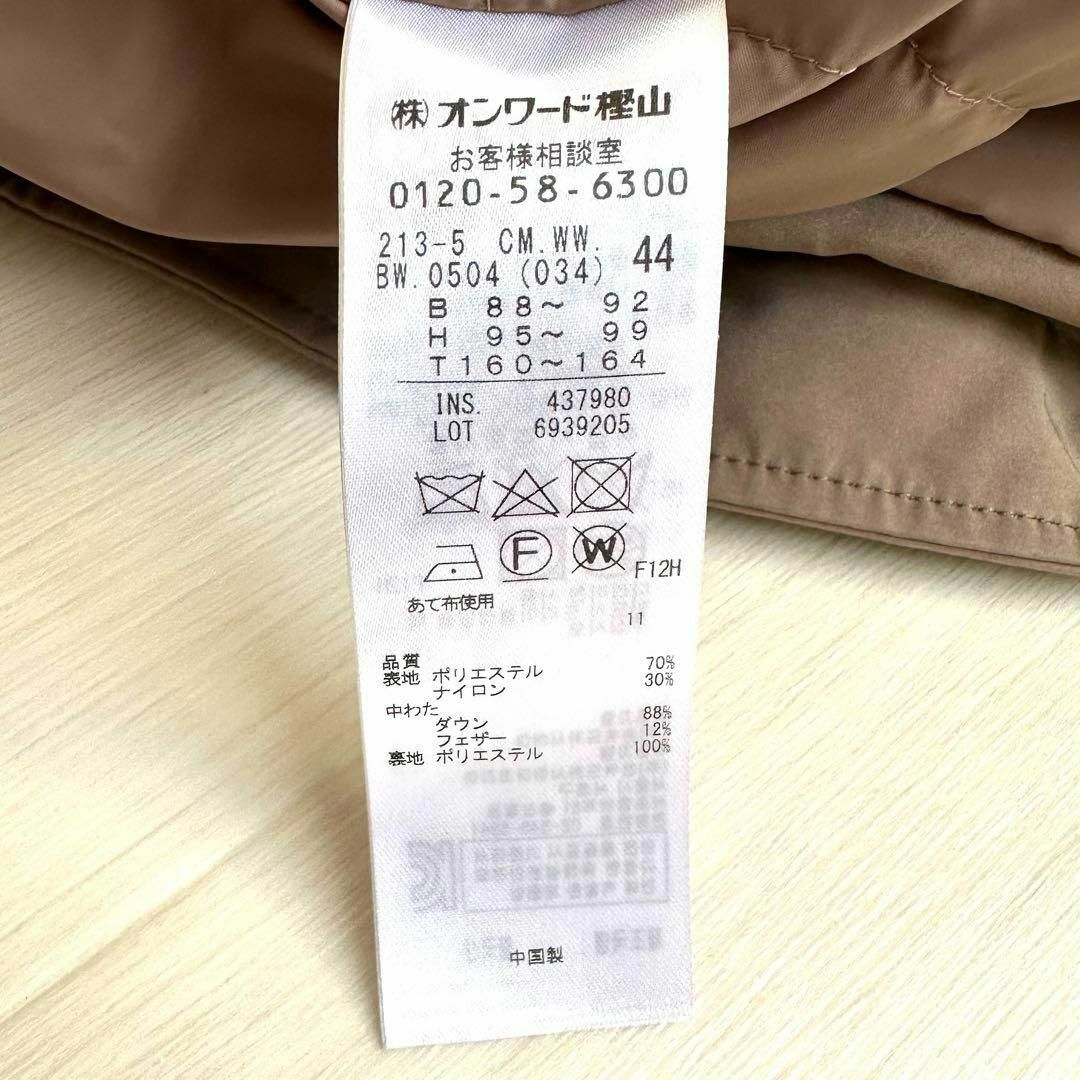 (株)オンワード樫山
お客様相談室
0120-58-6300
213-5 CM.WW.
BW.0504 (034) 44
B 88～ 92
H 95～ 99
T160～164
INS. 437980
LOT 6939205
F W F12H
あて布使用
11
品質
表地 ポリエステル 70%
ナイロン 30%
中わた
ダウン 88%
フェザー 12%
裏地 ポリエステル 100%
中国製